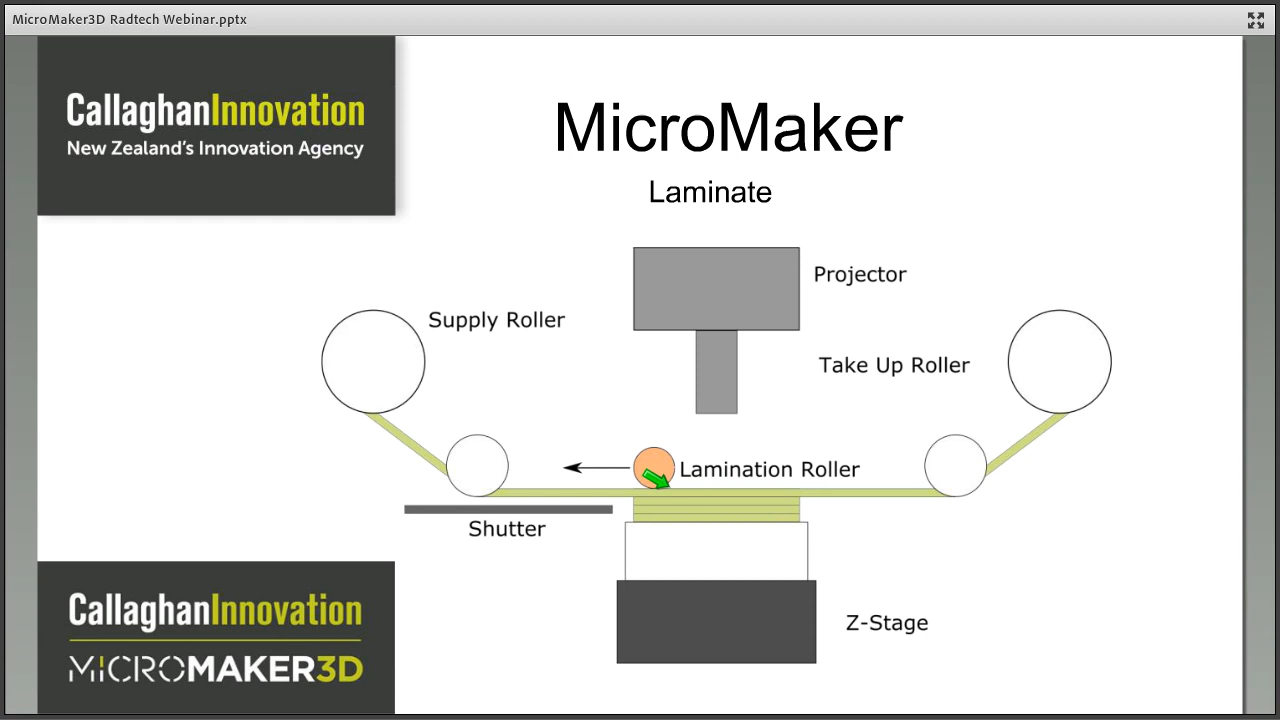 MicroMaker3D Radtech Webinar.pptx
CallaghanInnovation
New Zealand's Innovation Agency
MicroMaker
Laminate
Projector
Supply Roller
Take Up Roller
Lamination Roller
Shutter
Z-Stage
CallaghanInnovation
MICROMAKER3D